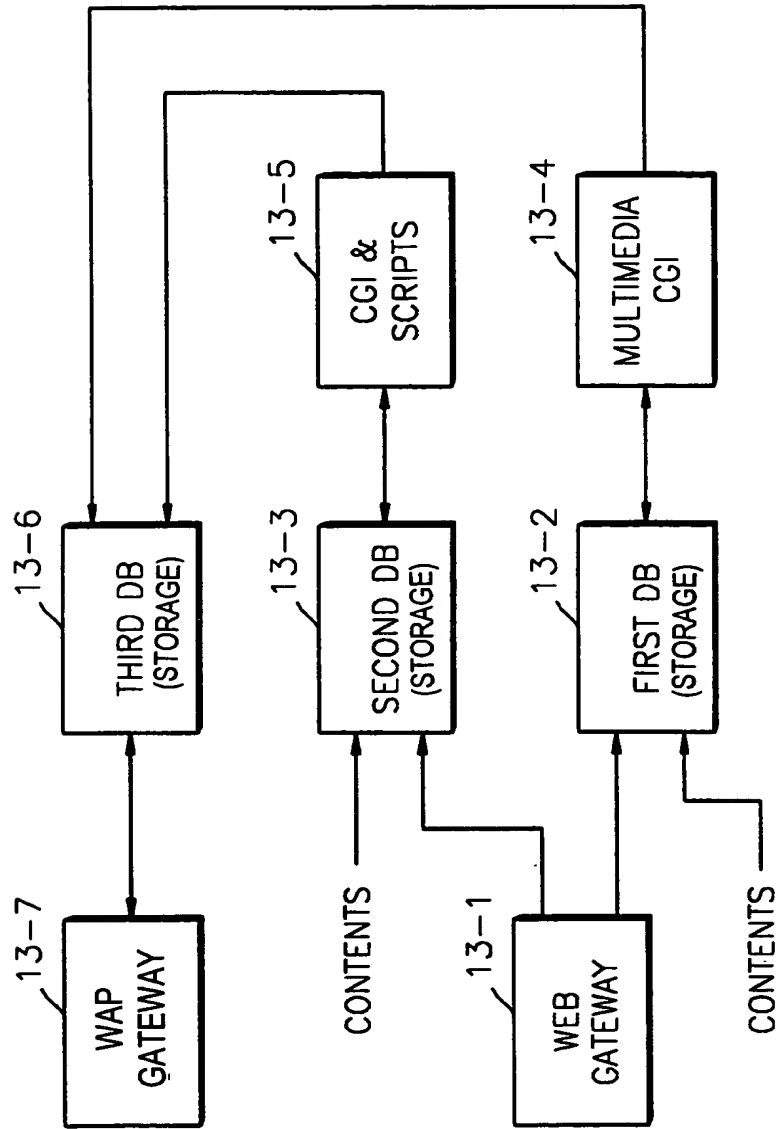 13-7
WAP
GATEWAY
13-6
THIRD DB
(STORAGE)
CONTENTS
13-3
SECOND DB
(STORAGE)
13-5
CGI &
SCRIPTS
13-1
WEB
GATEWAY
13-2
FIRST DB
(STORAGE)
13-4
MULTIMEDIA
CGI
CONTENTS